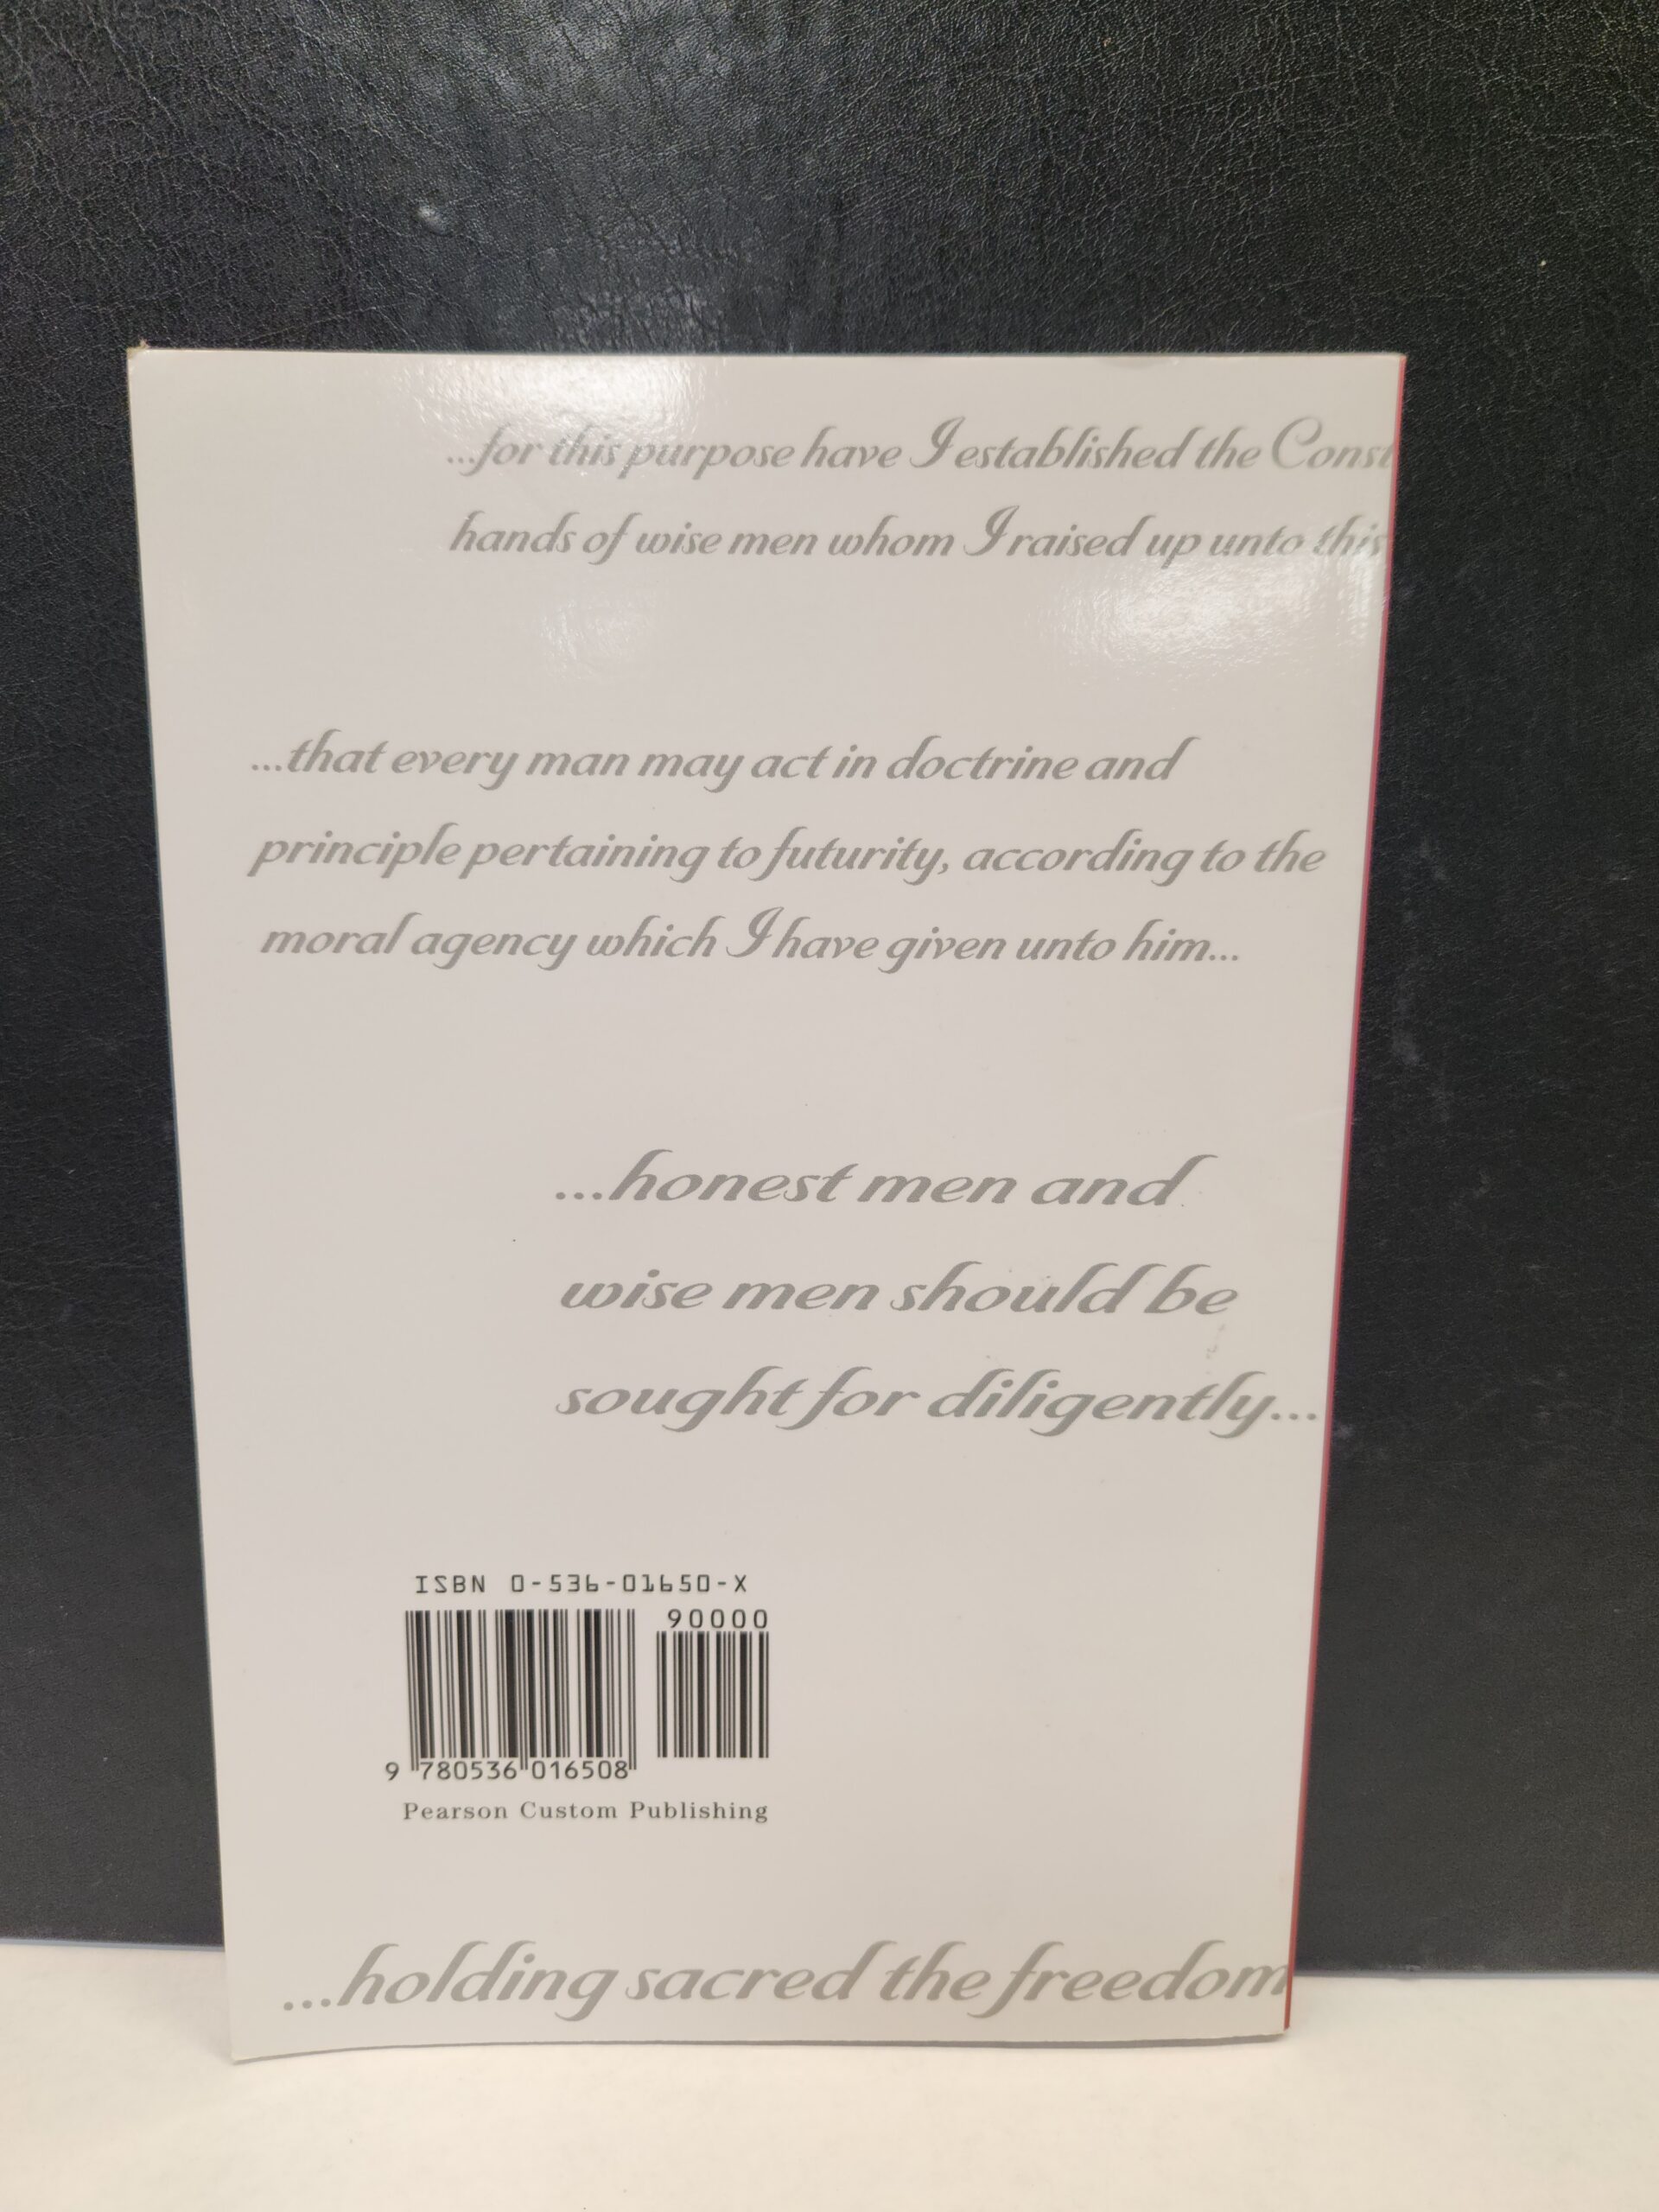 ...for this purpose have I established the Const
hands of wise men whom I raised up unto this
...that every man may act in doctrine and
principle pertaining to futurity, according to the
moral agency which I have given unto him...
...honest men and
wise men should be
sought for diligently...
ISBN 0-536-01650-X
90000
9 780536 016508
Pearson Custom Publishing
...holding sacred the freedom